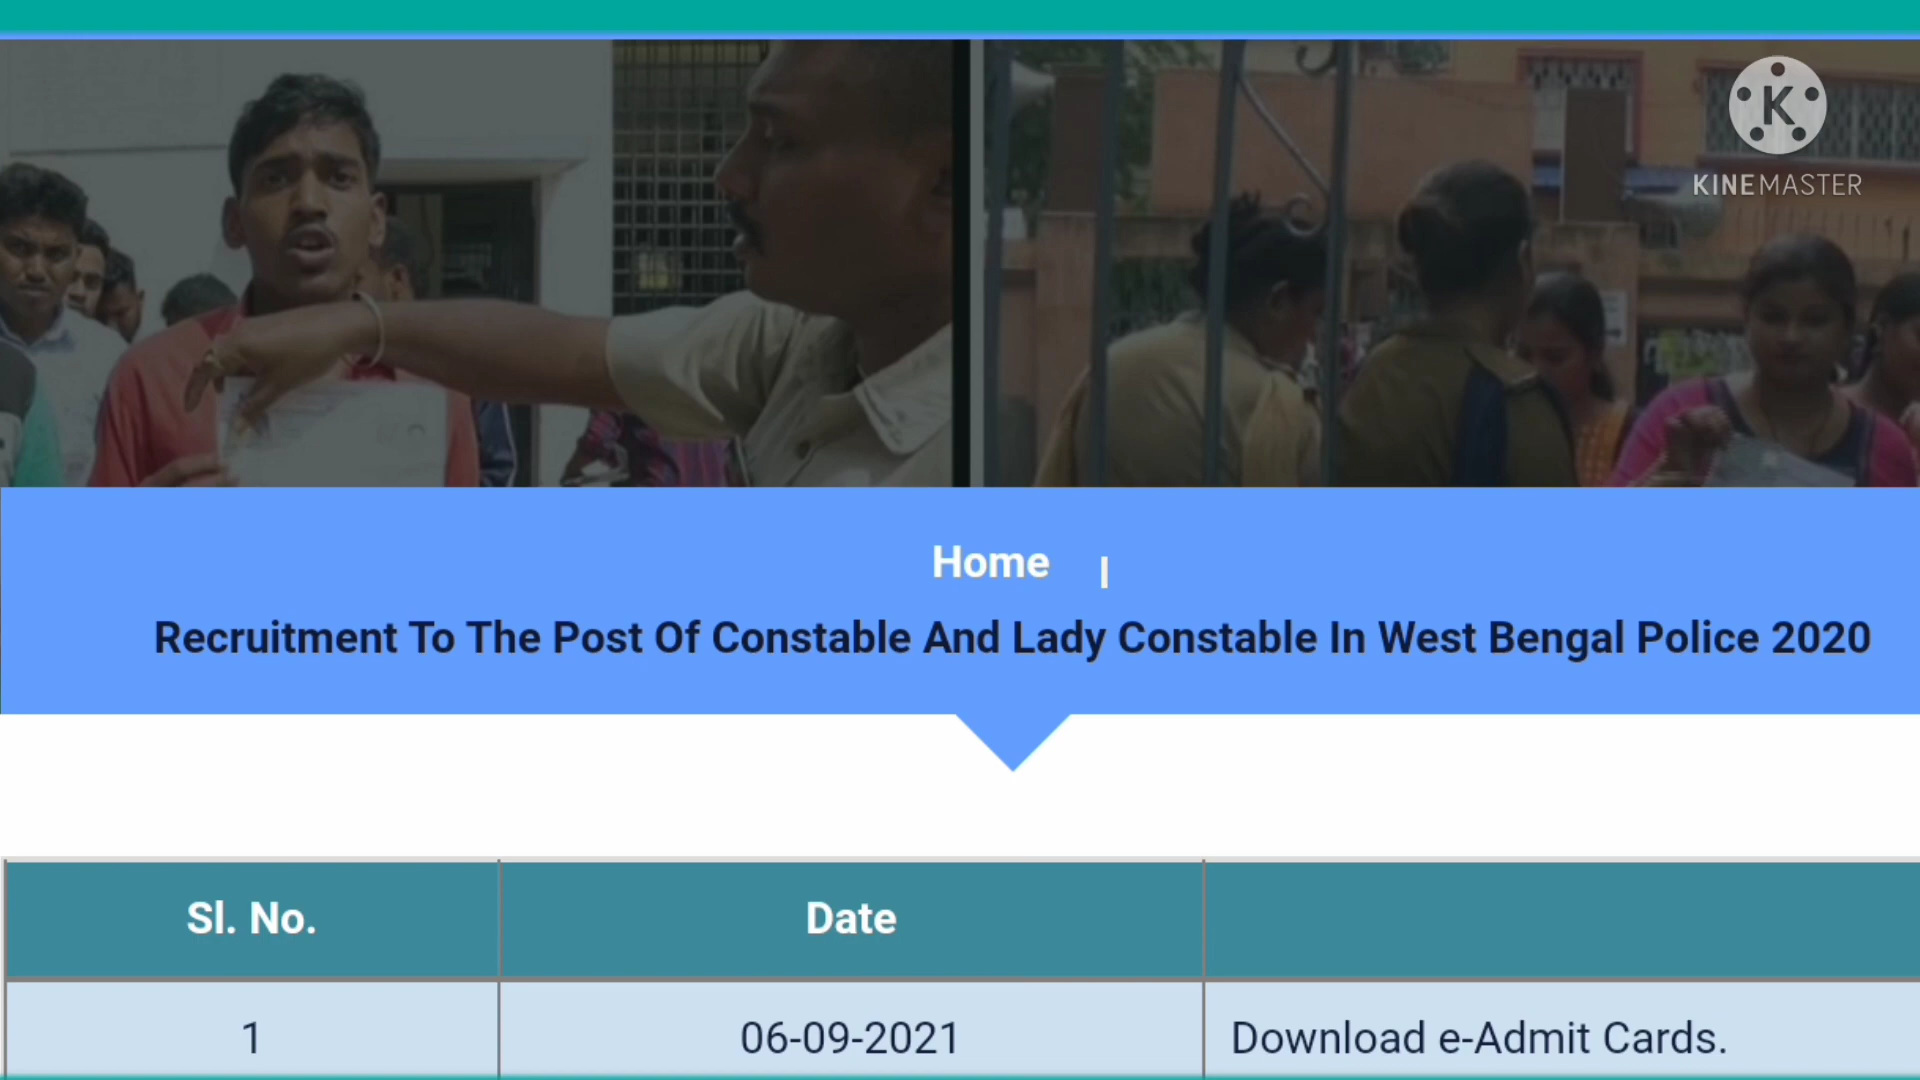 K
KINEMASTER
Home |
Recruitment To The Post Of Constable And Lady Constable In West Bengal Police 2020
Sl. No. Date
1 06-09-2021 Download e-Admit Cards.